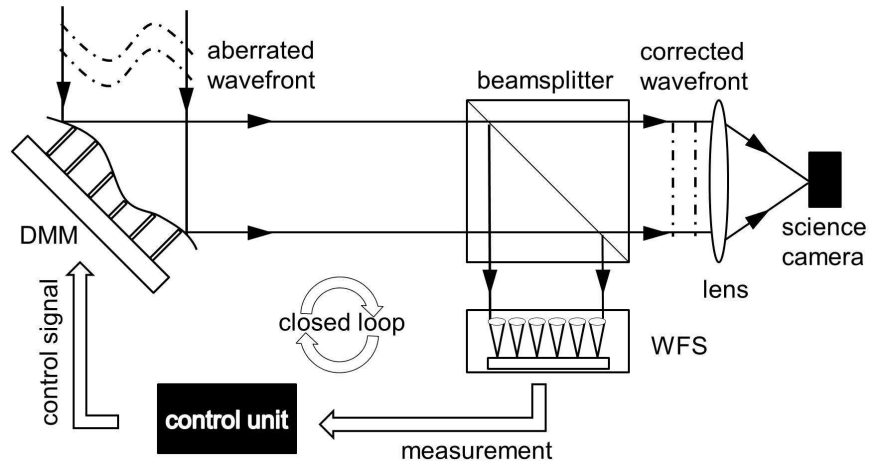 aberrated
wavefront
beamsplitter
corrected
wavefront
DMM
science
camera
lens
control signal
closed loop
WFS
control unit
measurement